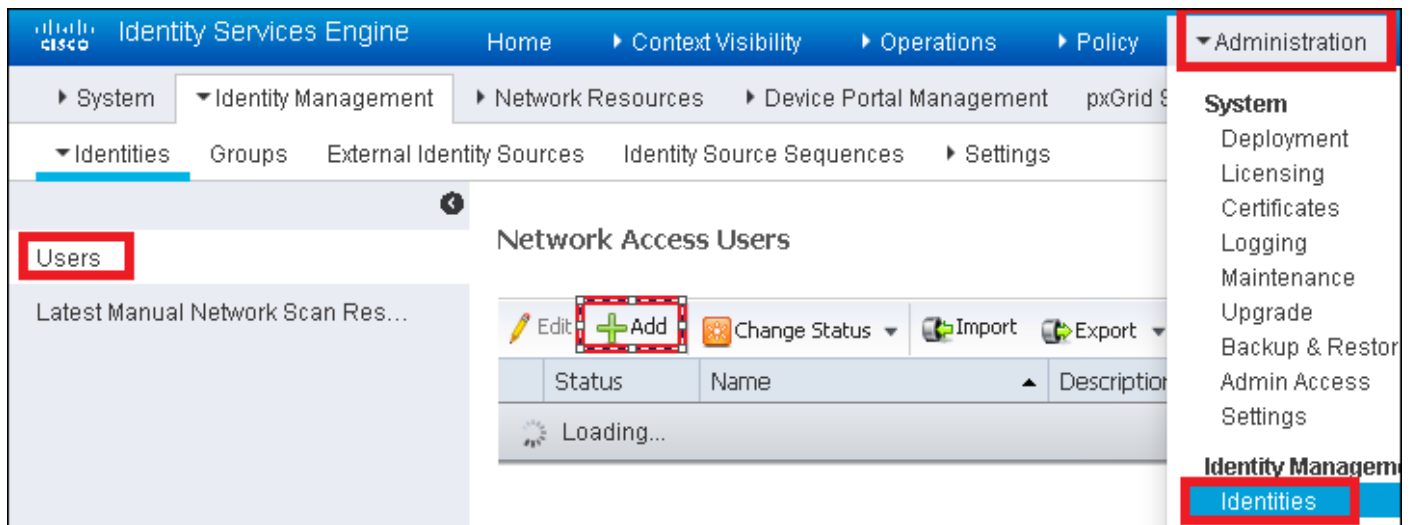 cisco Identity Services Engine Home Context Visibility Operations Policy Administration
System Identity Management Network Resources Device Portal Management pxGrid
Identities Groups External Identity Sources Identity Source Sequences Settings
Users
Latest Manual Network Scan Res...
Network Access Users
Edit Add Change Status Import Export
Status Name Description
Loading...
System
Deployment
Licensing
Certificates
Logging
Maintenance
Upgrade
Backup & Restor
Admin Access
Settings
Identity Managem
Identities